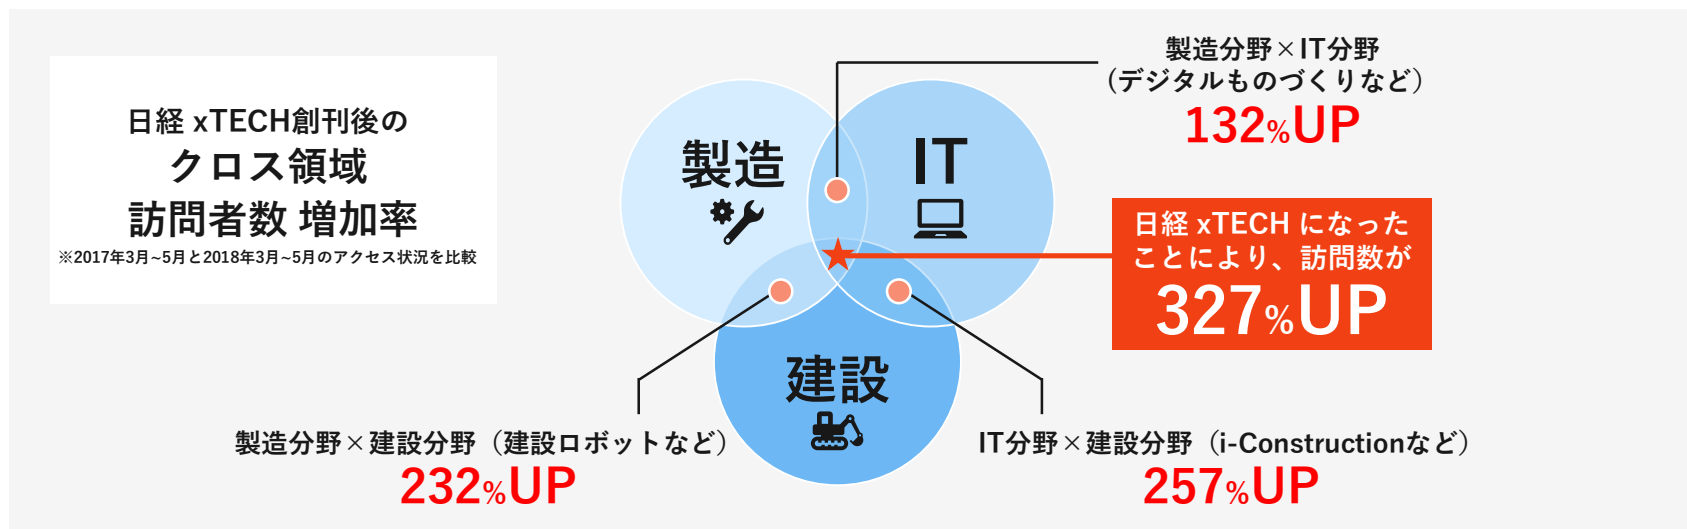 日経 xTECH創刊後の
クロス領域
訪問者数 増加率
※2017年3月~5月と2018年3月~5月のアクセス状況を比較
製造
IT
建設
製造分野×IT分野
(デジタルものづくりなど)
132%UP
日経 xTECH になった
ことにより、訪問数が
327%UP
製造分野×建設分野（建設ロボットなど）
232%UP
IT分野×建設分野（i-Constructionなど）
257%UP